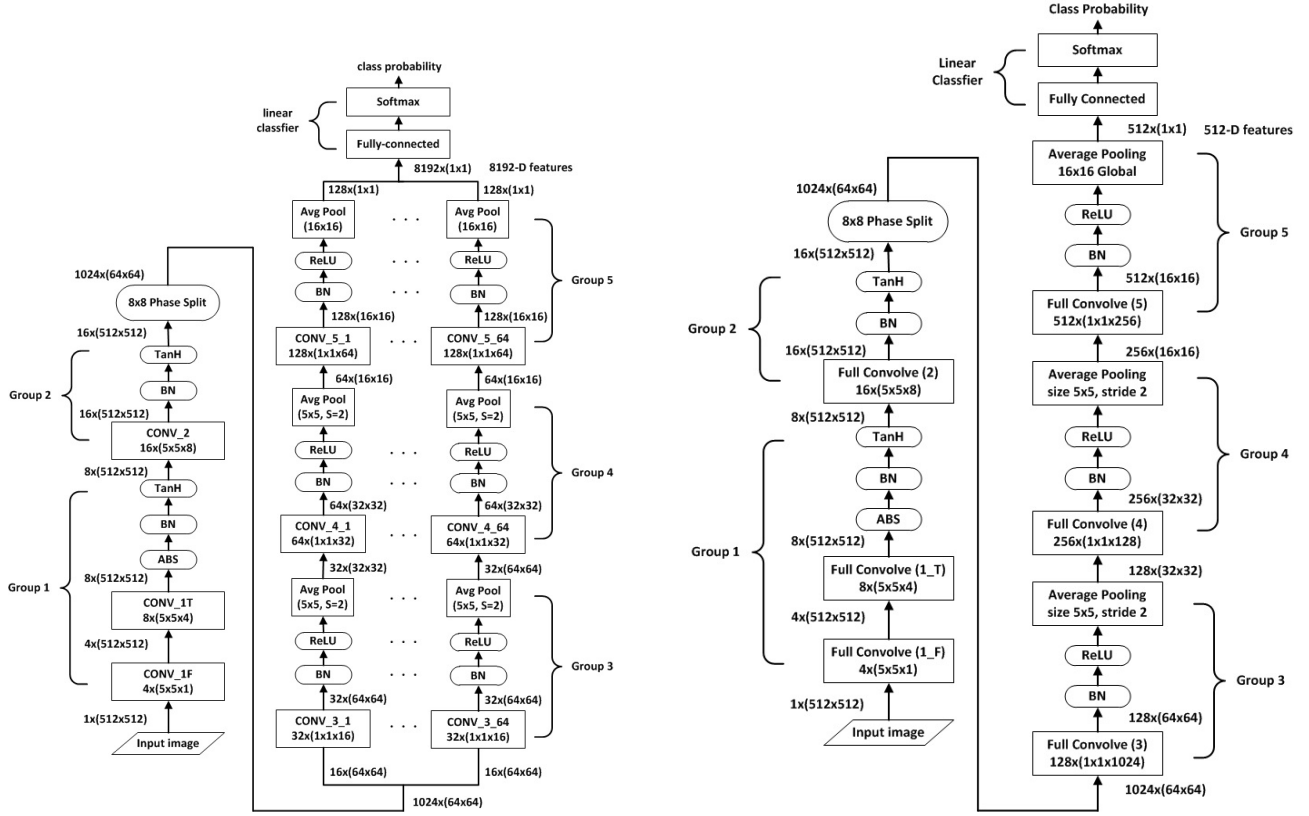 class probability
Softmax
linear
classfier
Fully-connected
8192x(1x1)
8192-D features
128x(1x1)
128x(1x1)
Avg Pool
(16x16)
. . .
Avg Pool
(16x16)
ReLU
. . .
ReLU
Group 5
BN
. . .
BN
128x(16x16)
128x(16x16)
CONV_5_1
128x(1x1x64)
. . .
CONV_5_64
128x(1x1x64)
64x(16x16)
64x(16x16)
Avg Pool
(5x5, S=2)
. . .
Avg Pool
(5x5, S=2)
ReLU
. . .
ReLU
Group 4
BN
. . .
BN
64x(32x32)
64x(32x32)
CONV_4_1
64x(1x1x32)
. . .
CONV_4_64
64x(1x1x32)
32x(32x32)
32x(64x64)
Avg Pool
(5x5, S=2)
. . .
Avg Pool
(5x5, S=2)
ReLU
. . .
ReLU
Group 3
BN
. . .
BN
32x(64x64)
32x(64x64)
CONV_3_1
32x(1x1x16)
. . .
CONV_3_64
32x(1x1x16)
16x(64x64)
16x(64x64)
1024x(64x64)
1024x(64x64)
8x8 Phase Split
16x(512x512)
TanH
Group 2
BN
16x(512x512)
CONV_2
16x(5x5x8)
8x(512x512)
TanH
BN
ABS
Group 1
8x(512x512)
CONV_1T
8x(5x5x4)
4x(512x512)
CONV_1F
4x(5x5x1)
1x(512x512)
Input image
Class Probability
Softmax
Linear
Classfier
Fully Connected
512x(1x1)
512-D features
Average Pooling
16x16 Global
ReLU
Group 5
BN
512x(16x16)
Full Convolve (5)
512x(1x1x256)
256x(16x16)
Average Pooling
size 5x5, stride 2
ReLU
Group 4
BN
256x(32x32)
Full Convolve (4)
256x(1x1x128)
128x(32x32)
Average Pooling
size 5x5, stride 2
ReLU
Group 3
BN
128x(64x64)
Full Convolve (3)
128x(1x1x1024)
1024x(64x64)
1024x(64x64)
8x8 Phase Split
16x(512x512)
TanH
Group 2
BN
16x(512x512)
Full Convolve (2)
16x(5x5x8)
8x(512x512)
TanH
BN
ABS
Group 1
8x(512x512)
Full Convolve (1_T)
8x(5x5x4)
4x(512x512)
Full Convolve (1_F)
4x(5x5x1)
1x(512x512)
Input image